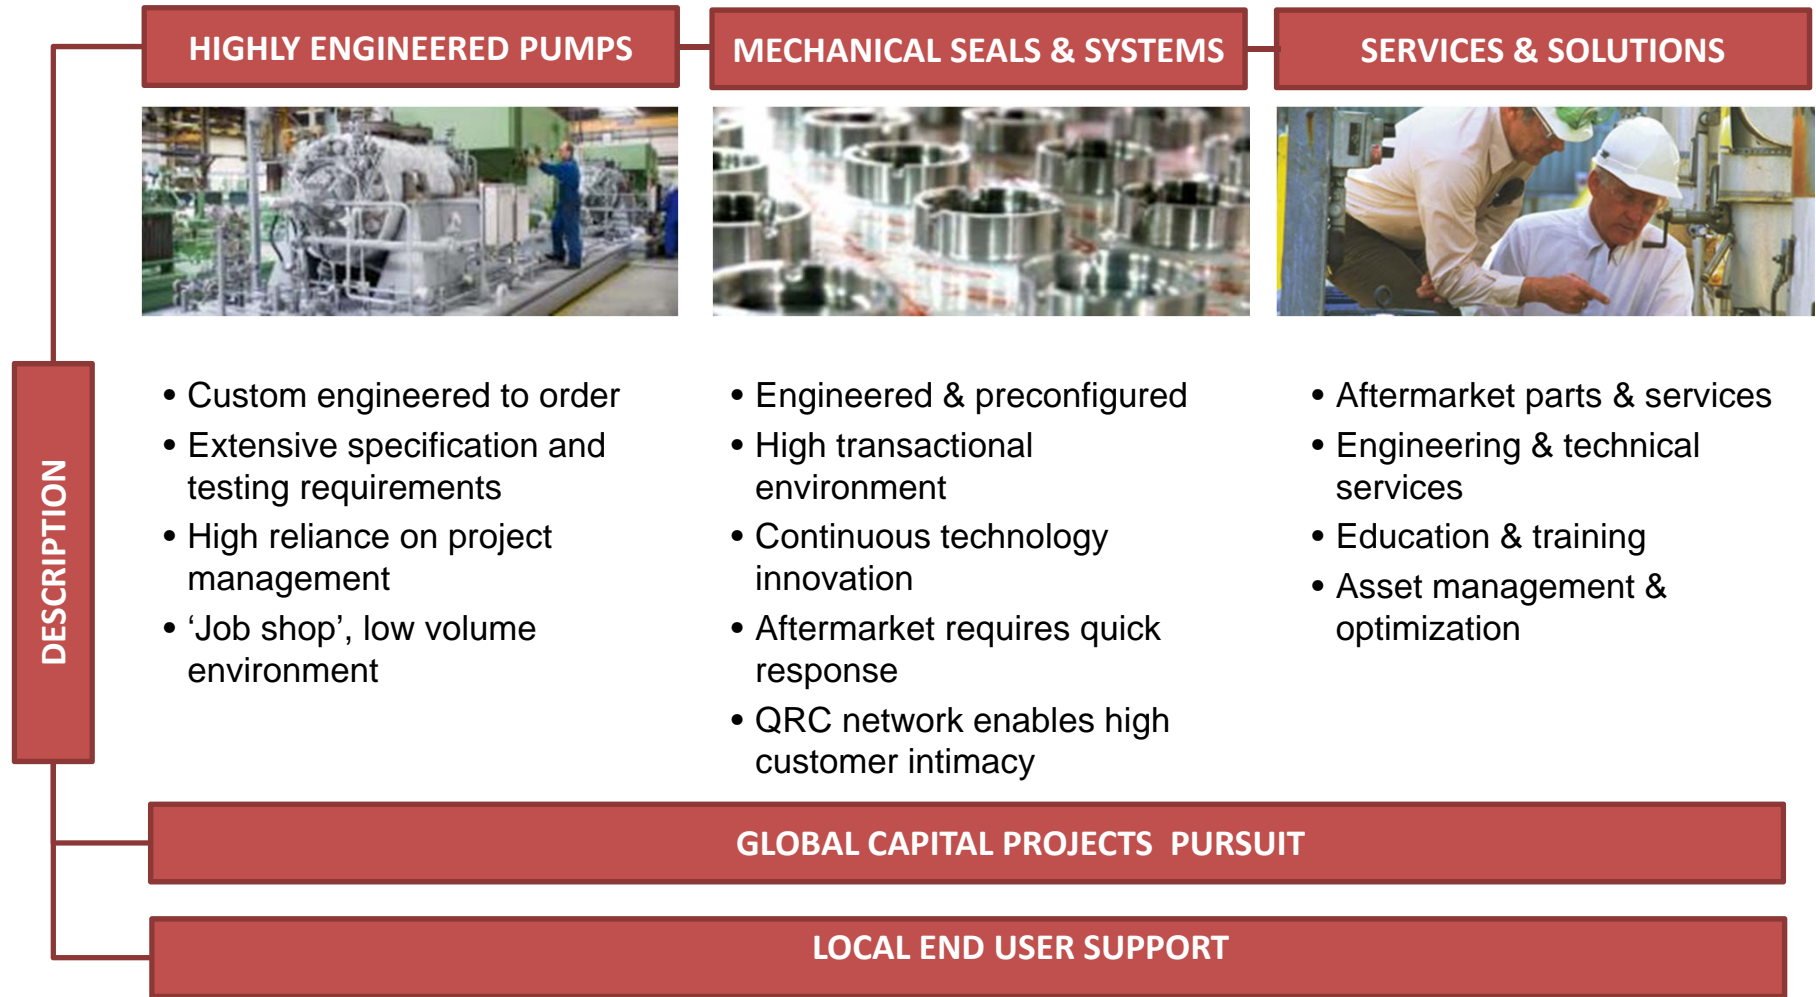 HIGHLY ENGINEERED PUMPS
MECHANICAL SEALS & SYSTEMS
SERVICES & SOLUTIONS
DESCRIPTION
• Custom engineered to order
• Extensive specification and
testing requirements
• High reliance on project
management
• ‘Job shop’, low volume
environment
• Engineered & preconfigured
• High transactional
environment
• Continuous technology
innovation
• Aftermarket requires quick
response
• QRC network enables high
customer intimacy
• Aftermarket parts & services
• Engineering & technical
services
• Education & training
• Asset management &
optimization
GLOBAL CAPITAL PROJECTS  PURSUIT
LOCAL END USER SUPPORT